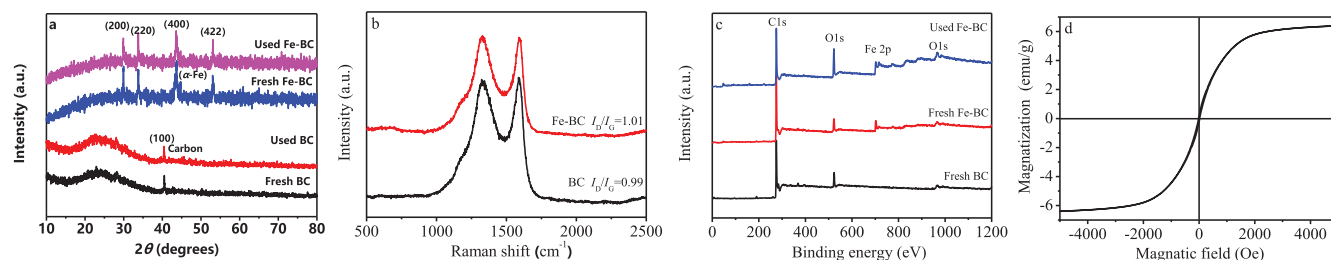 a
(200)
(220)
(400)
(422)
Used Fe-BC
(α-Fe)
Fresh Fe-BC
Used BC
(100)
Carbon
Fresh BC
Intensity (a.u.)
10 20 30 40 50 60 70 80
2θ (degrees)
b
Fe-BC I_D/I_G=1.01
BC I_D/I_G=0.99
Intensity (a.u.)
500 1000 1500 2000 2500
Raman shift (cm⁻¹)
c
C1s
Used Fe-BC
O1s
Fe 2p
O1s
Fresh Fe-BC
Fresh BC
Intensity (a.u.)
0 200 400 600 800 1000 1200
Binding energy (eV)
d
6
4
2
0
-2
-4
-6
Magnatization (emu/g)
-4000 -2000 0 2000 4000
Magnatic field (Oe)